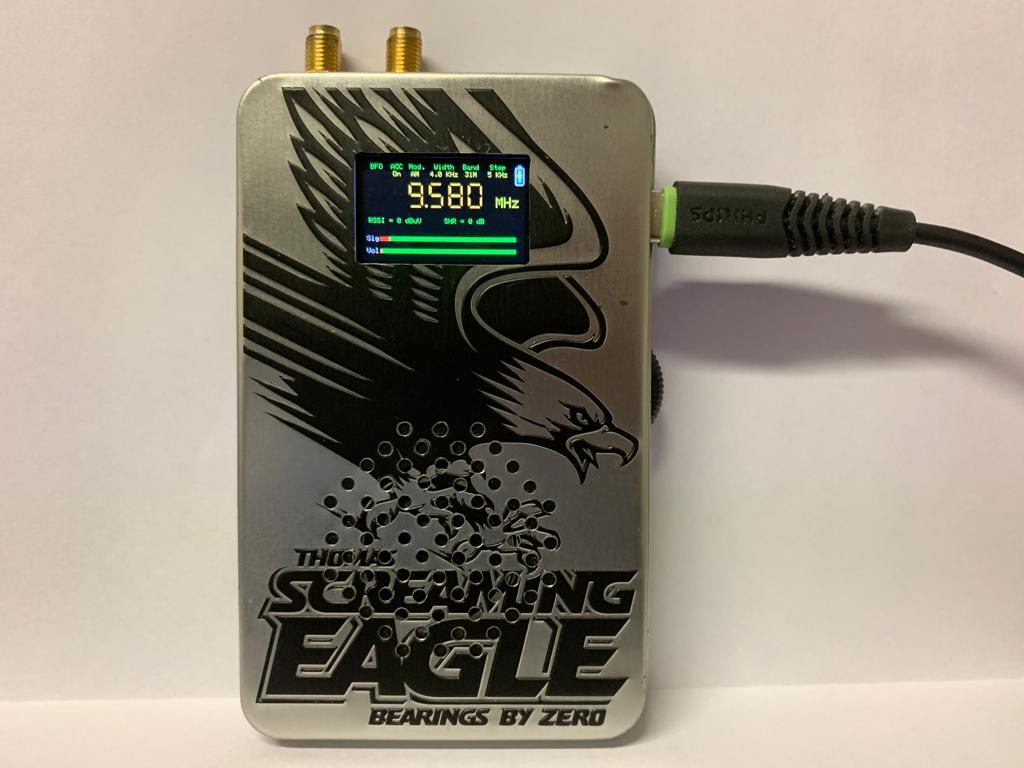 BFO AGC Mod. Width Band Step
On AM 4.0 KHz 31M 5 KHz
9.580 MHz
RSSI = 0 dBuV SNR = 0 dB
Sig
Vol
PHILIPS
THOMAS
SCREAMING
EAGLE
BEARINGS BY ZERO